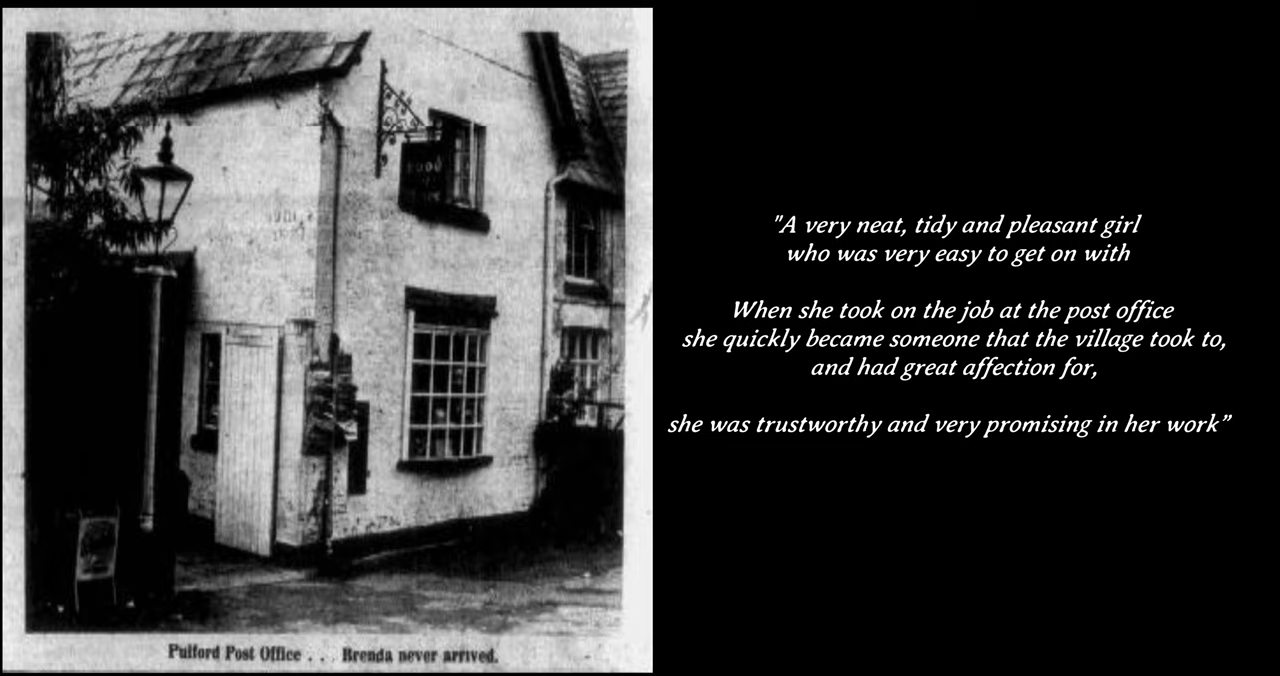 FOOD
Pulford Post Office . . . Brenda never arrived.
"A very neat, tidy and pleasant girl
who was very easy to get on with
When she took on the job at the post office
she quickly became someone that the village took to,
and had great affection for,
she was trustworthy and very promising in her work”